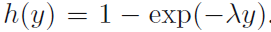 h(y) = 1 − exp(−λy).